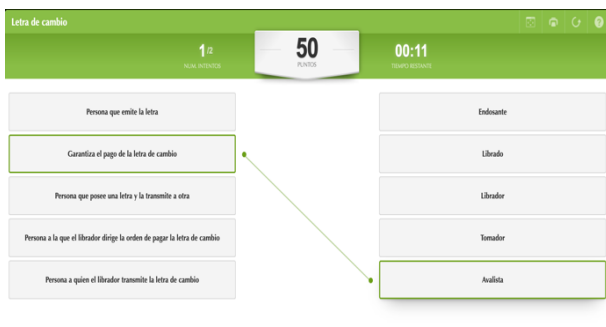 Letra de cambio
1/2
NUM. INTENTOS
50
PUNTOS
00:11
TIEMPO RESTANTE
Persona que emite la letra
Endosante
Garantiza el pago de la letra de cambio
Librado
Persona que posee una letra y la transmite a otra
Librador
Persona a la que el librador dirige la orden de pagar la letra de cambio
Tomador
Persona a quien el librador transmite la letra de cambio
Avalista